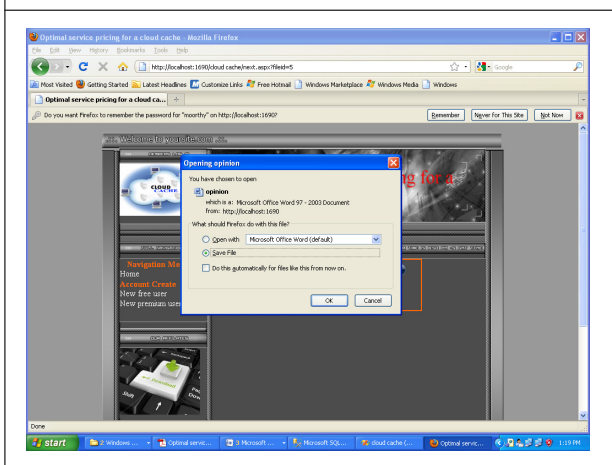 Optimal service pricing for a cloud cache - Mozilla Firefox
File Edit View History Bookmarks Tools Help
http://localhost:1690/cloud cache/next.aspx?fileid=5
Google
Most Visited Getting Started Latest Headlines Customize Links Free Hotmail Windows Marketplace Windows Media Windows
Optimal service pricing for a cloud ca...
Do you want Firefox to remember the password for "moorthy" on http://localhost:1690?
Remember Never for This Site Not Now
.::. Welcome to yoursite.com .::.
CLOUD
CACHE
g for a
Opening opinion
You have chosen to open
opinion
which is a: Microsoft Office Word 97 - 2003 Document
from: http://localhost:1690
What should Firefox do with this file?
Open with Microsoft Office Word (default)
Save File
Do this automatically for files like this from now on.
OK Cancel
Navigation Me
Home
Account Create
New free user
New premium use
Download
Shift
Done
start 2 Windows ... Optimal servic... 3 Microsoft ... Microsoft SQL... cloud cache (... Optimal servic... 1:19 PM